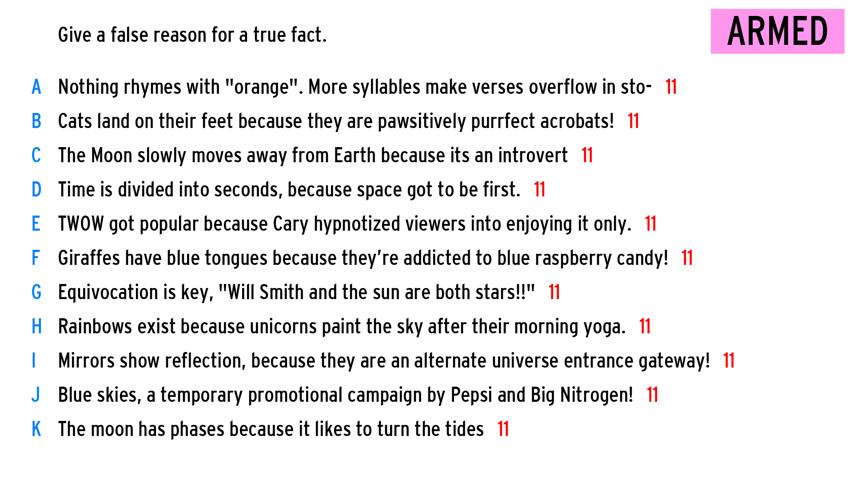 Give a false reason for a true fact.
ARMED
A Nothing rhymes with "orange". More syllables make verses overflow in sto- 11
B Cats land on their feet because they are pawsitively purrfect acrobats! 11
C The Moon slowly moves away from Earth because its an introvert 11
D Time is divided into seconds, because space got to be first. 11
E TWOW got popular because Cary hypnotized viewers into enjoying it only. 11
F Giraffes have blue tongues because they're addicted to blue raspberry candy! 11
G Equivocation is key, "Will Smith and the sun are both stars!!" 11
H Rainbows exist because unicorns paint the sky after their morning yoga. 11
I Mirrors show reflection, because they are an alternate universe entrance gateway! 11
J Blue skies, a temporary promotional campaign by Pepsi and Big Nitrogen! 11
K The moon has phases because it likes to turn the tides 11